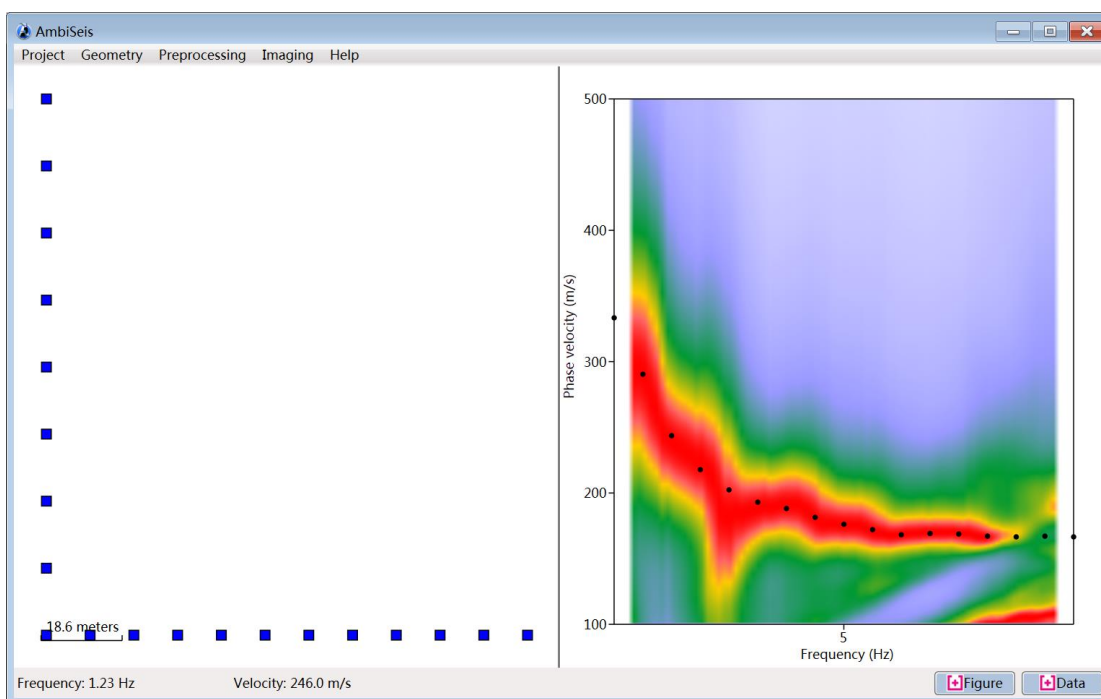 AmbiSeis
Project Geometry Preprocessing Imaging Help
500
400
300
200
100
Phase velocity (m/s)
5
Frequency (Hz)
18.6 meters
Frequency: 1.23 Hz Velocity: 246.0 m/s
[+]Figure [+]Data